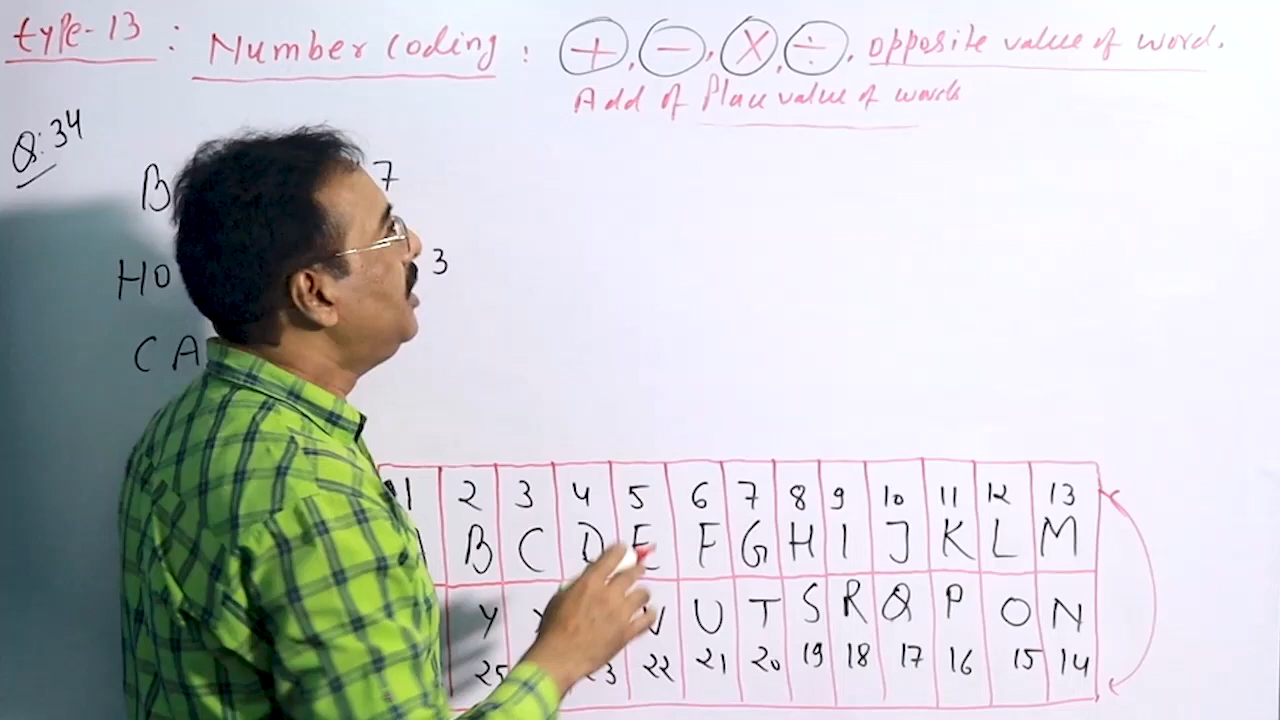 type-13 : Number Coding : +, -, ×, ÷, opposite value of word.
Add of Place value of words
Q: 34
B 7
HO 3
CA
1 2 3 4 5 6 7 8 9 10 11 12 13
B C D E F G H I J K L M
Y U T S R Q P O N
25 22 21 20 19 18 17 16 15 14